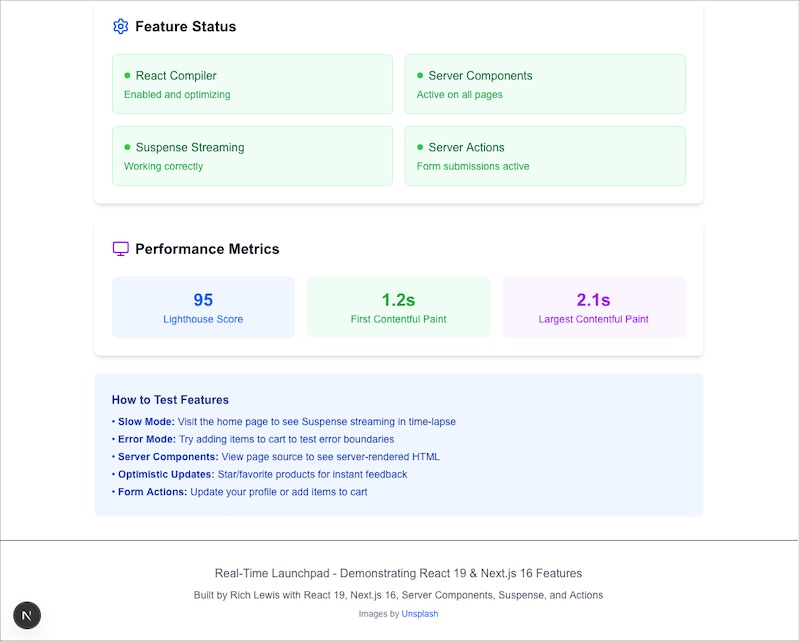 Feature Status
React Compiler
Enabled and optimizing
Server Components
Active on all pages
Suspense Streaming
Working correctly
Server Actions
Form submissions active
Performance Metrics
95
Lighthouse Score
1.2s
First Contentful Paint
2.1s
Largest Contentful Paint
How to Test Features
• Slow Mode: Visit the home page to see Suspense streaming in time-lapse
• Error Mode: Try adding items to cart to test error boundaries
• Server Components: View page source to see server-rendered HTML
• Optimistic Updates: Star/favorite products for instant feedback
• Form Actions: Update your profile or add items to cart
Real-Time Launchpad - Demonstrating React 19 & Next.js 16 Features
Built by Rich Lewis with React 19, Next.js 16, Server Components, Suspense, and Actions
Images by Unsplash
N